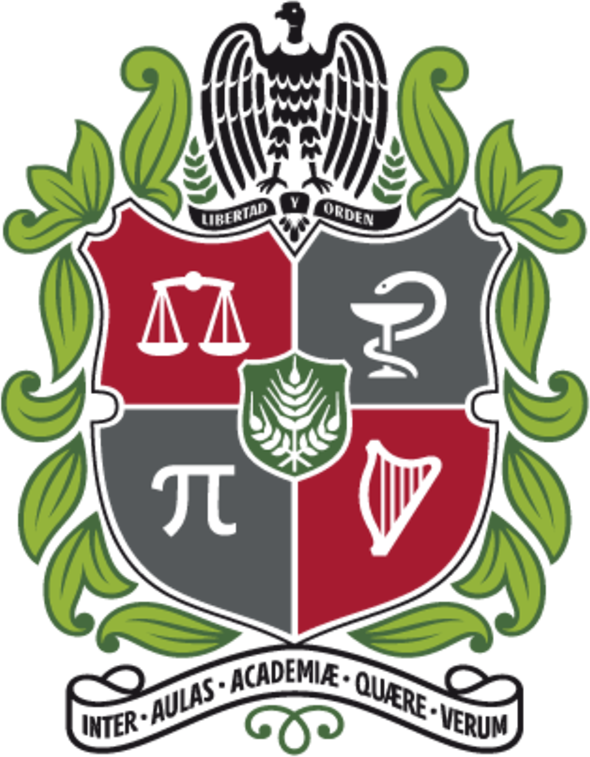 LIBERTAD Y ORDEN
π
INTER · AULAS · ACADEMIÆ · QUÆRE · VERUM